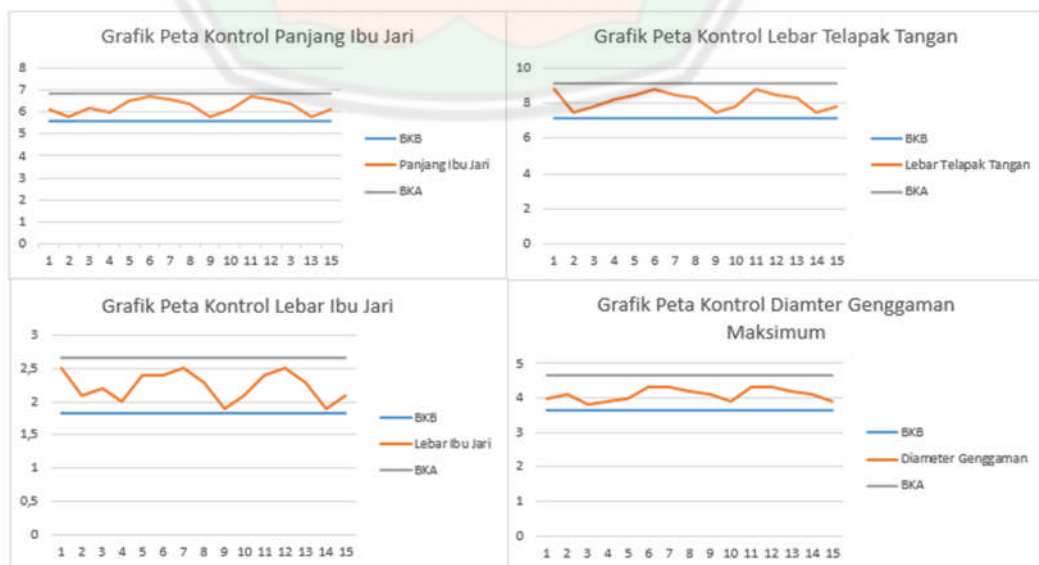 Grafik Peta Kontrol Panjang Ibu Jari
8
7
6
5
4
3
2
1
0
1 2 3 4 5 6 7 8 9 10 11 12 3 13 15
BKB
Panjang Ibu Jari
BKA
Grafik Peta Kontrol Lebar Telapak Tangan
10
8
6
4
2
0
1 2 3 4 5 6 7 8 9 10 11 12 13 14 15
BKB
Lebar Telapak Tangan
BKA
Grafik Peta Kontrol Lebar Ibu Jari
3
2,5
2
1,5
1
0,5
0
1 2 3 4 5 6 7 8 9 10 11 12 13 14 15
BKB
Lebar Ibu Jari
BKA
Grafik Peta Kontrol Diamter Genggaman
Maksimum
5
4
3
2
1
0
1 2 3 4 5 6 7 8 9 10 11 12 13 14 15
BKB
Diameter Genggaman
BKA